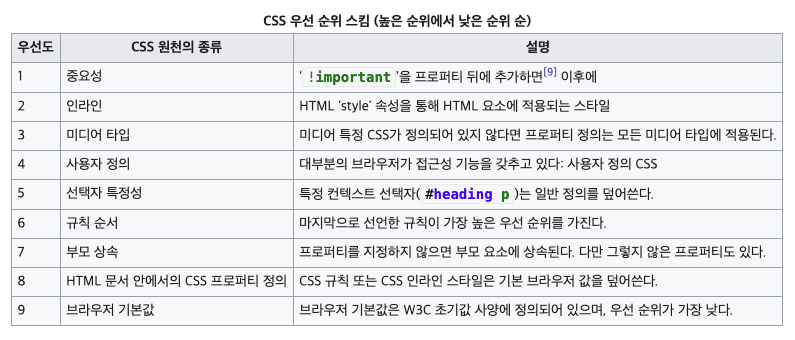 CSS 우선 순위 스킴 (높은 순위에서 낮은 순위 순)
우선도 CSS 원천의 종류 설명
1 중요성 '!important'을 프로퍼티 뒤에 추가하면[9] 이후에
2 인라인 HTML 'style' 속성을 통해 HTML 요소에 적용되는 스타일
3 미디어 타입 미디어 특정 CSS가 정의되어 있지 않다면 프로퍼티 정의는 모든 미디어 타입에 적용된다.
4 사용자 정의 대부분의 브라우저가 접근성 기능을 갖추고 있다: 사용자 정의 CSS
5 선택자 특정성 특정 컨텍스트 선택자( #heading p )는 일반 정의를 덮어쓴다.
6 규칙 순서 마지막으로 선언한 규칙이 가장 높은 우선 순위를 가진다.
7 부모 상속 프로퍼티를 지정하지 않으면 부모 요소에 상속된다. 다만 그렇지 않은 프로퍼티도 있다.
8 HTML 문서 안에서의 CSS 프로퍼티 정의 CSS 규칙 또는 CSS 인라인 스타일은 기본 브라우저 값을 덮어쓴다.
9 브라우저 기본값 브라우저 기본값은 W3C 초기값 사양에 정의되어 있으며, 우선 순위가 가장 낮다.